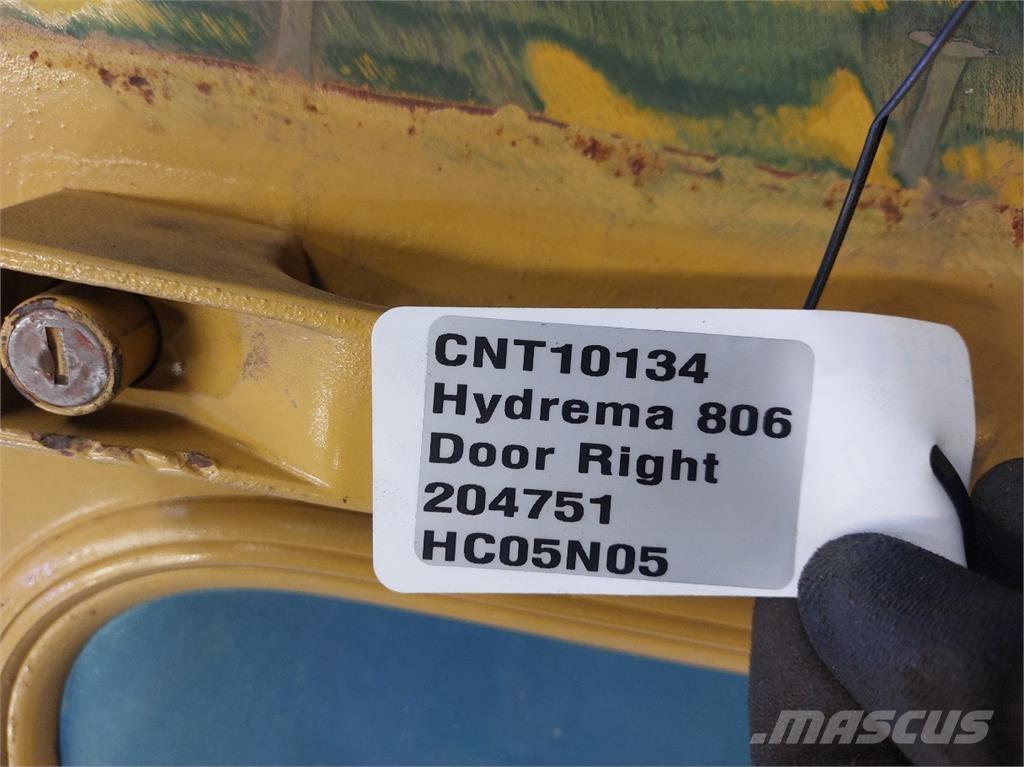 CNT10134
Hydrema 806
Door Right
204751
HC05N05
MASCUS